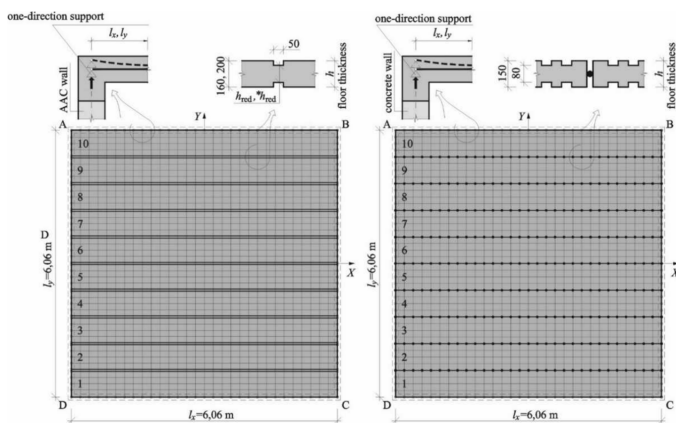 one-direction support
lx, ly
50
160, 200
AAC wall
hred, *hred
h
floor thickness
A
Y
B
10
9
8
7
D
6
X
5
4
3
2
1
ly=6,06 m
D
C
lx=6,06 m
one-direction support
lx, ly
150
80
concrete wall
h
floor thickness
A
Y
B
10
9
8
7
6
X
5
4
3
2
1
ly=6,06 m
D
C
lx=6,06 m